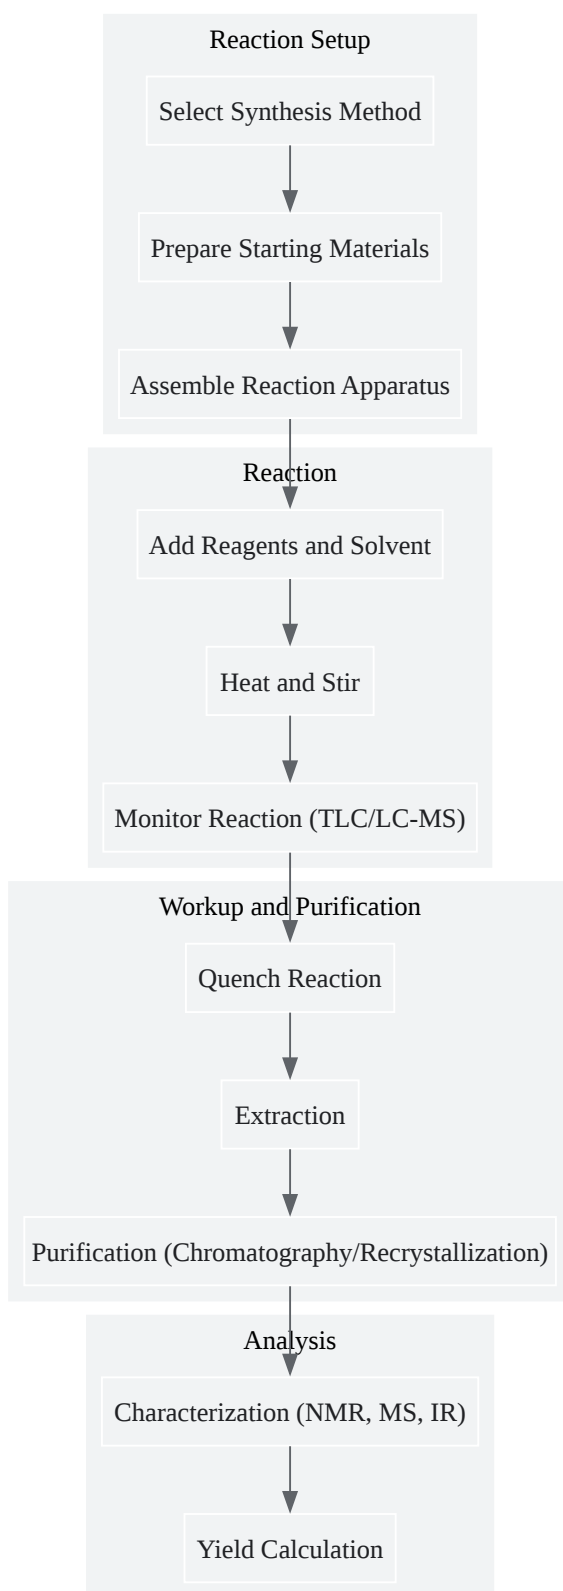 Reaction Setup
Select Synthesis Method
Prepare Starting Materials
Assemble Reaction Apparatus
Reaction
Add Reagents and Solvent
Heat and Stir
Monitor Reaction (TLC/LC-MS)
Workup and Purification
Quench Reaction
Extraction
Purification (Chromatography/Recrystallization)
Analysis
Characterization (NMR, MS, IR)
Yield Calculation